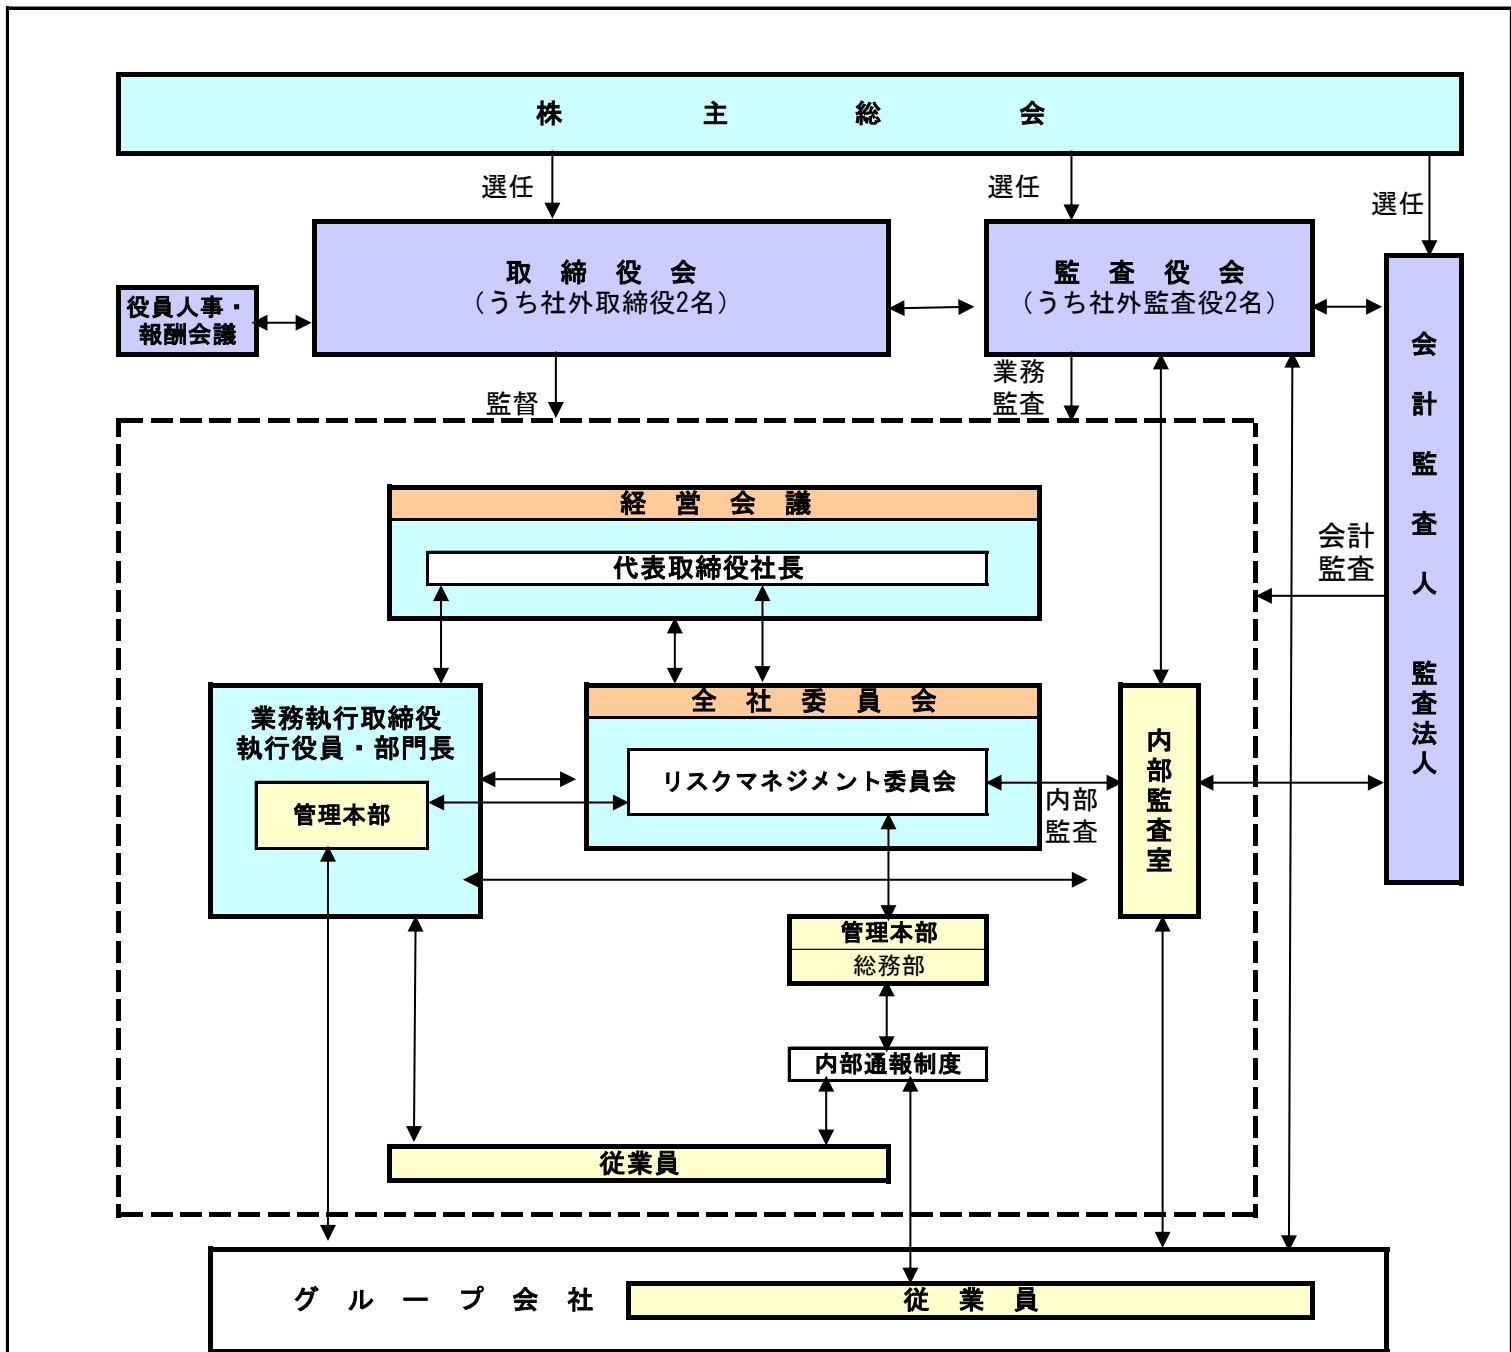 株主総会
選任
選任
選任
取締役会
（うち社外取締役2名）
監査役会
（うち社外監査役2名）
役員人事・
報酬会議
会計監査人 監査法人
監督
業務
監査
経営会議
代表取締役社長
会計
監査
業務執行取締役
執行役員・部門長
管理本部
全社委員会
リスクマネジメント委員会
内部
監査
内部監査室
管理本部
総務部
内部通報制度
従業員
グループ会社
従業員